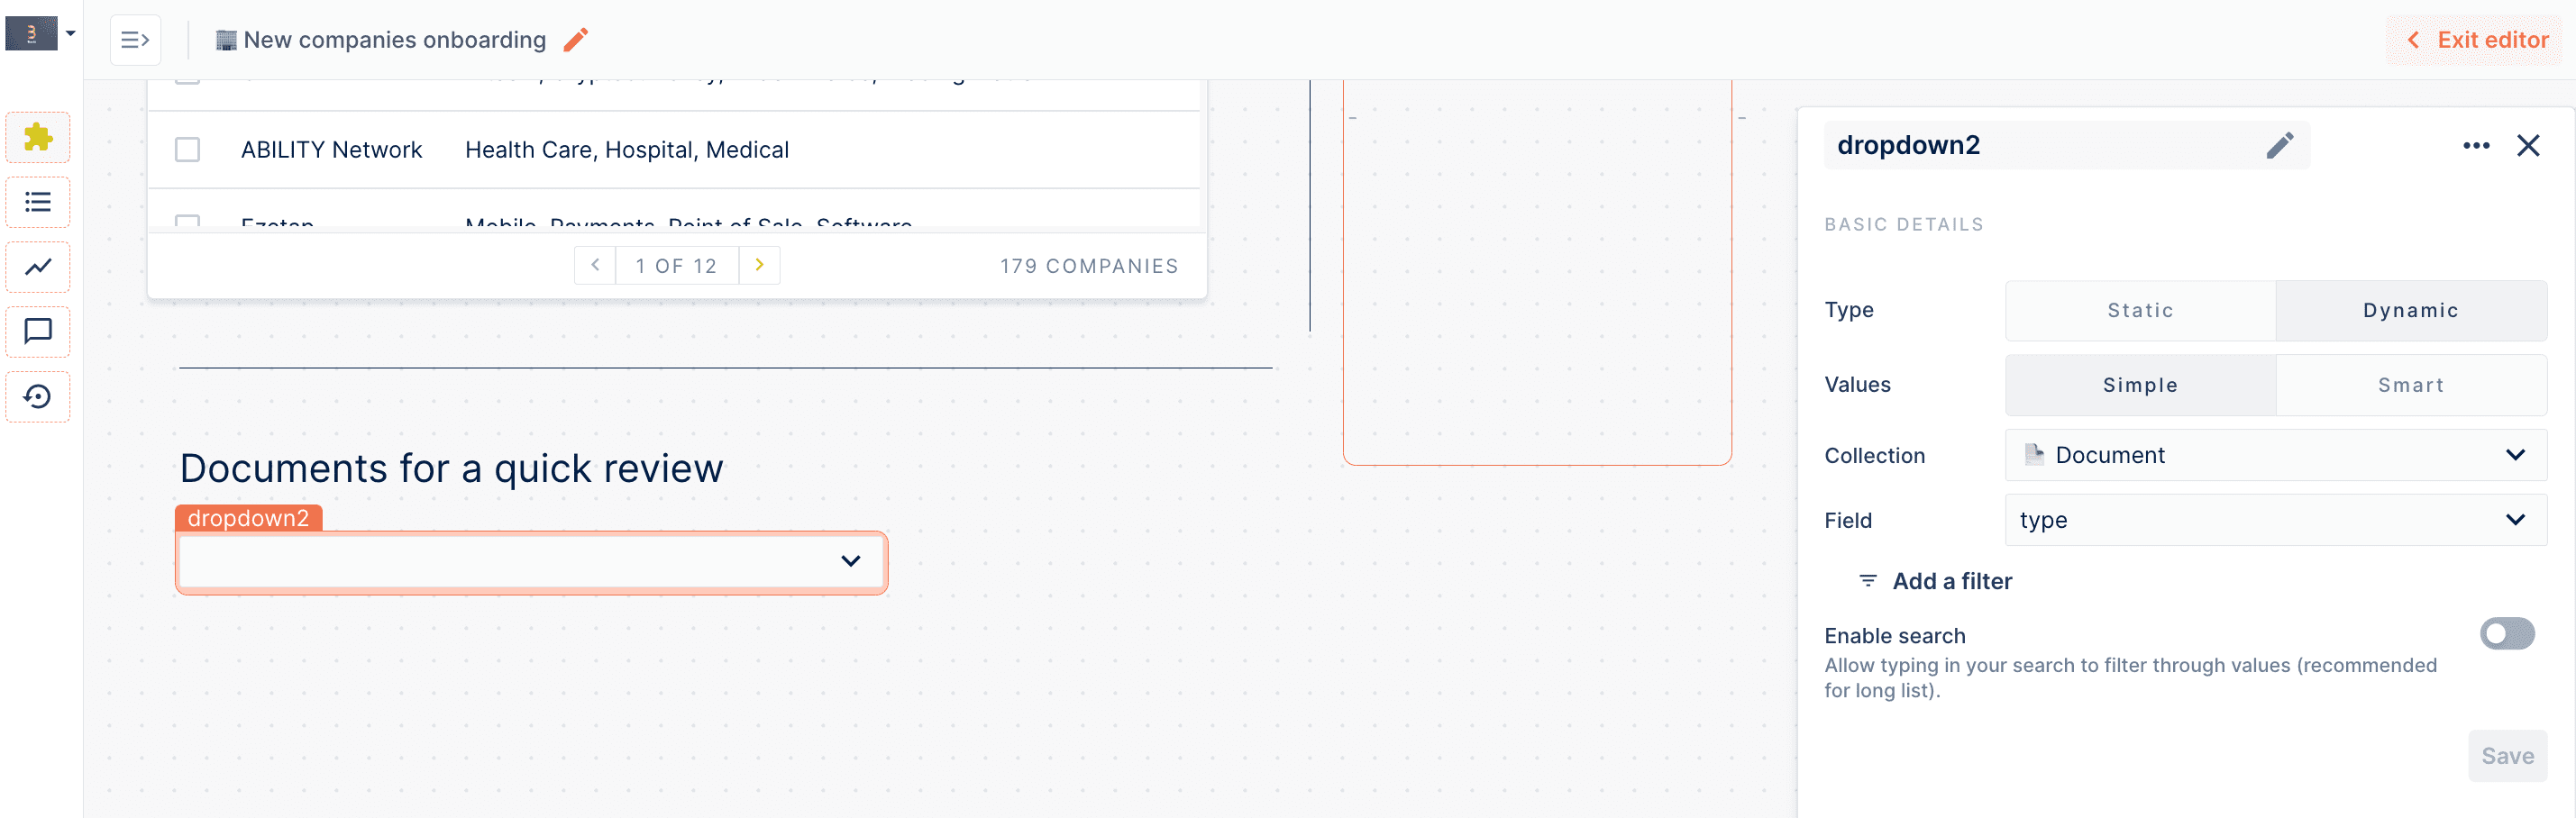 New companies onboarding
Exit editor
ABILITY Network Health Care, Hospital, Medical
Ezetap Mobile, Payments, Point of Sale, Software
1 OF 12
179 COMPANIES
Documents for a quick review
dropdown2
dropdown2
BASIC DETAILS
Type Static Dynamic
Values Simple Smart
Collection Document
Field type
Add a filter
Enable search
Allow typing in your search to filter through values (recommended
for long list).
Save